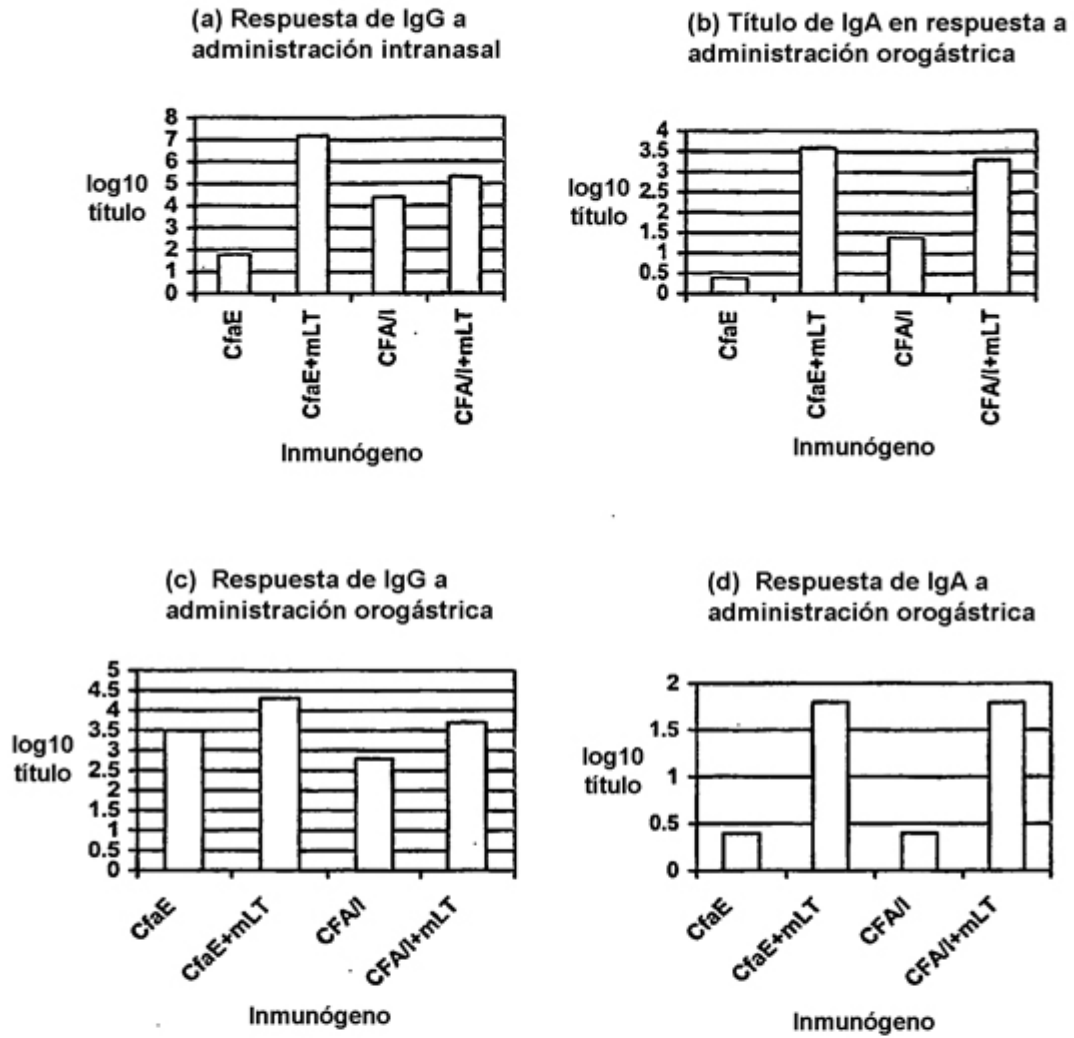 (a) Respuesta de IgG a
administración intranasal
8
7
6
5
4
3
2
1
0
log10
título
CfaE
CfaE+mLT
CFA/I
CFA/I+mLT
Inmunógeno
(b) Título de IgA en respuesta a
administración orogástrica
4
3.5
3
2.5
2
1.5
1
0.5
0
log10
título
CfaE
CfaE+mLT
CFA/I
CFA/I+mLT
Inmunógeno
(c) Respuesta de IgG a
administración orogástrica
5
4.5
4
3.5
3
2.5
2
1.5
1
0.5
0
log10
título
CfaE
CfaE+mLT
CFA/I
CFA/I+mLT
Inmunógeno
(d) Respuesta de IgA a
administración orogástrica
2
1.5
1
0.5
0
log10
título
CfaE
CfaE+mLT
CFA/I
CFA/I+mLT
Inmunógeno